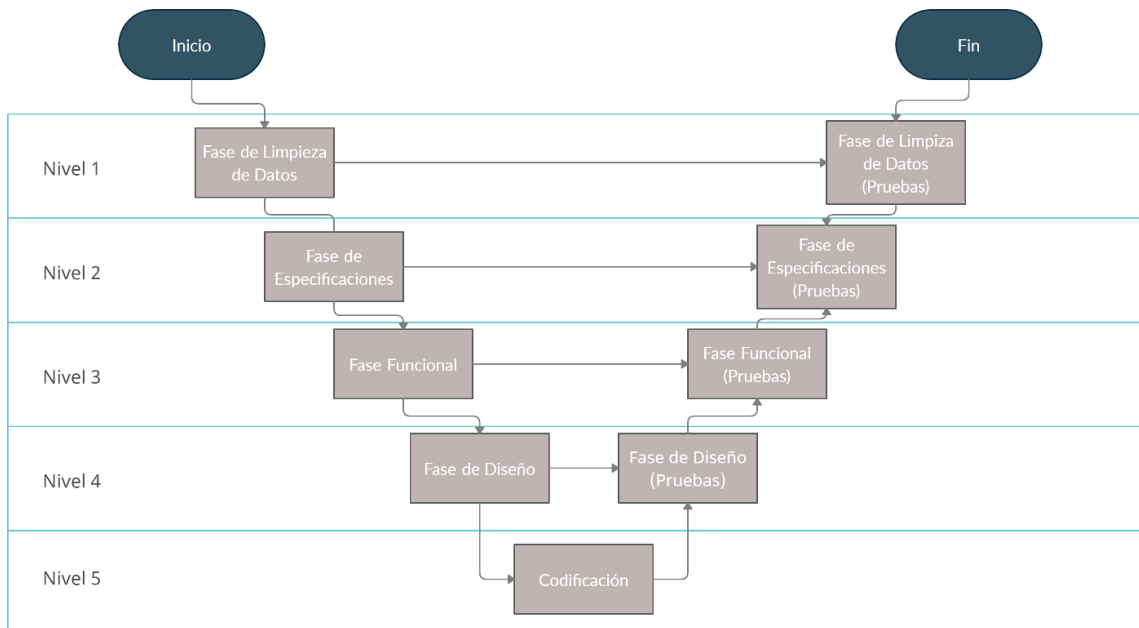 Inicio
Fin
Nivel 1
Fase de Limpieza
de Datos
Fase de Limpiza
de Datos
(Pruebas)
Nivel 2
Fase de
Especificaciones
Fase de
Especificaciones
(Pruebas)
Nivel 3
Fase Funcional
Fase Funcional
(Pruebas)
Nivel 4
Fase de Diseño
Fase de Diseño
(Pruebas)
Nivel 5
Codificación